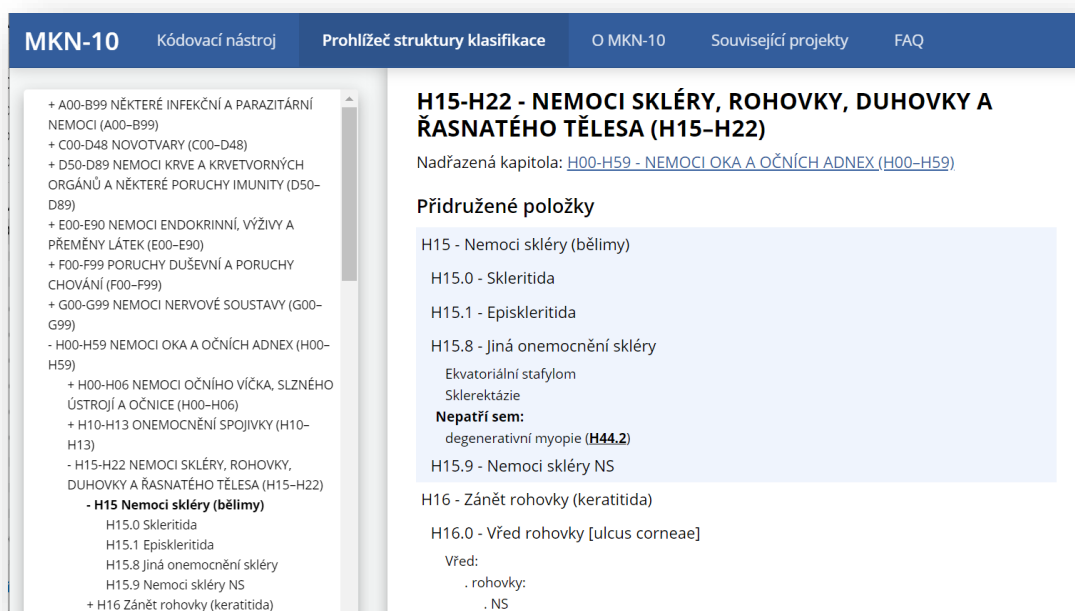 MKN-10 Kódovací nástroj Prohlížeč struktury klasifikace O MKN-10 Související projekty FAQ
+ A00-B99 NĚKTERÉ INFEKČNÍ A PARAZITÁRNÍ
NEMOCI (A00–B99)
+ C00-D48 NOVOTVARY (C00–D48)
+ D50-D89 NEMOCI KRVE A KRVETVORNÝCH
ORGÁNŮ A NĚKTERÉ PORUCHY IMUNITY (D50–
D89)
+ E00-E90 NEMOCI ENDOKRINNÍ, VÝŽIVY A
PŘEMĚNY LÁTEK (E00–E90)
+ F00-F99 PORUCHY DUŠEVNÍ A PORUCHY
CHOVÁNÍ (F00–F99)
+ G00-G99 NEMOCI NERVOVÉ SOUSTAVY (G00–
G99)
- H00-H59 NEMOCI OKA A OČNÍCH ADNEX (H00–
H59)
+ H00-H06 NEMOCI OČNÍHO VÍČKA, SLZNÉHO
ÚSTROJÍ A OČNICE (H00–H06)
+ H10-H13 ONEMOCNĚNÍ SPOJIVKY (H10–
H13)
- H15-H22 NEMOCI SKLÉRY, ROHOVKY,
DUHOVKY A ŘASNATÉHO TĚLESA (H15–H22)
- H15 Nemoci skléry (bělimy)
H15.0 Skleritida
H15.1 Episkleritida
H15.8 Jiná onemocnění skléry
H15.9 Nemoci skléry NS
+ H16 Zánět rohovky (keratitida)
H15-H22 - NEMOCI SKLÉRY, ROHOVKY, DUHOVKY A
ŘASNATÉHO TĚLESA (H15–H22)
Nadřazená kapitola: H00-H59 - NEMOCI OKA A OČNÍCH ADNEX (H00–H59)
Přidružené položky
H15 - Nemoci skléry (bělimy)
H15.0 - Skleritida
H15.1 - Episkleritida
H15.8 - Jiná onemocnění skléry
Ekvatoriální stafylom
Sklerektázie
Nepatří sem:
degenerativní myopie (H44.2)
H15.9 - Nemoci skléry NS
H16 - Zánět rohovky (keratitida)
H16.0 - Vřed rohovky [ulcus corneae]
Vřed:
. rohovky:
. NS